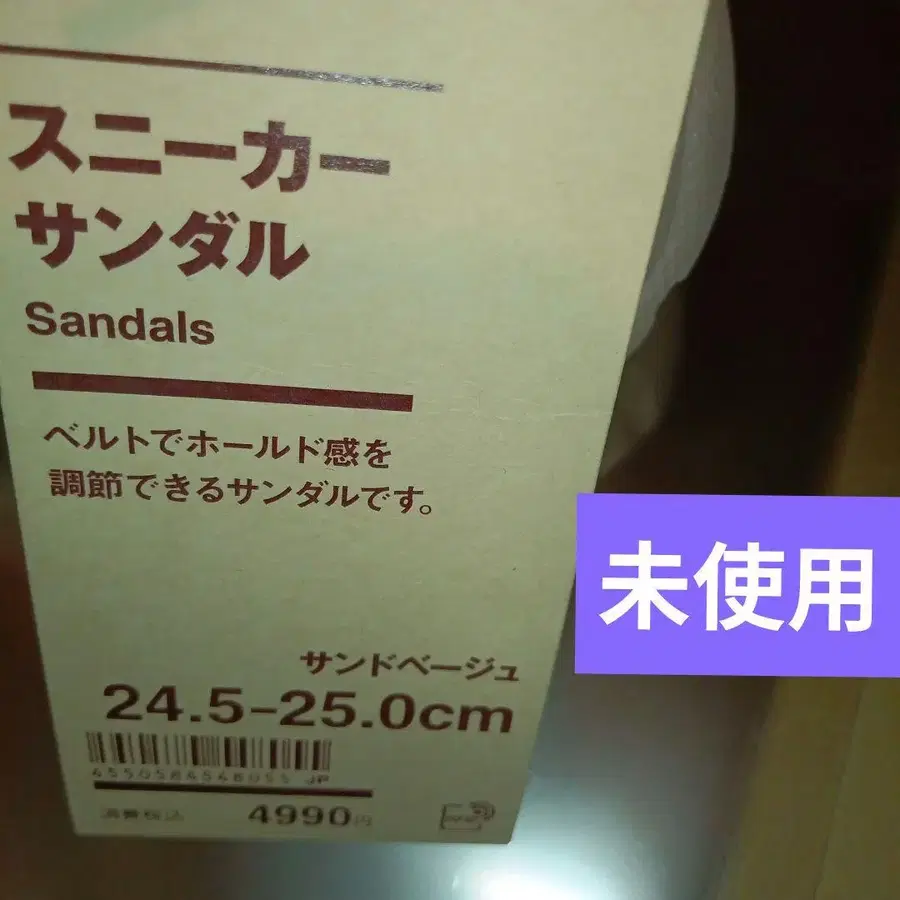 スニーカー
サンダル
Sandals
ベルトでホールド感を
調節できるサンダルです。
未使用
サンドベージュ
24.5-25.0cm
JP
消費税込 4990円